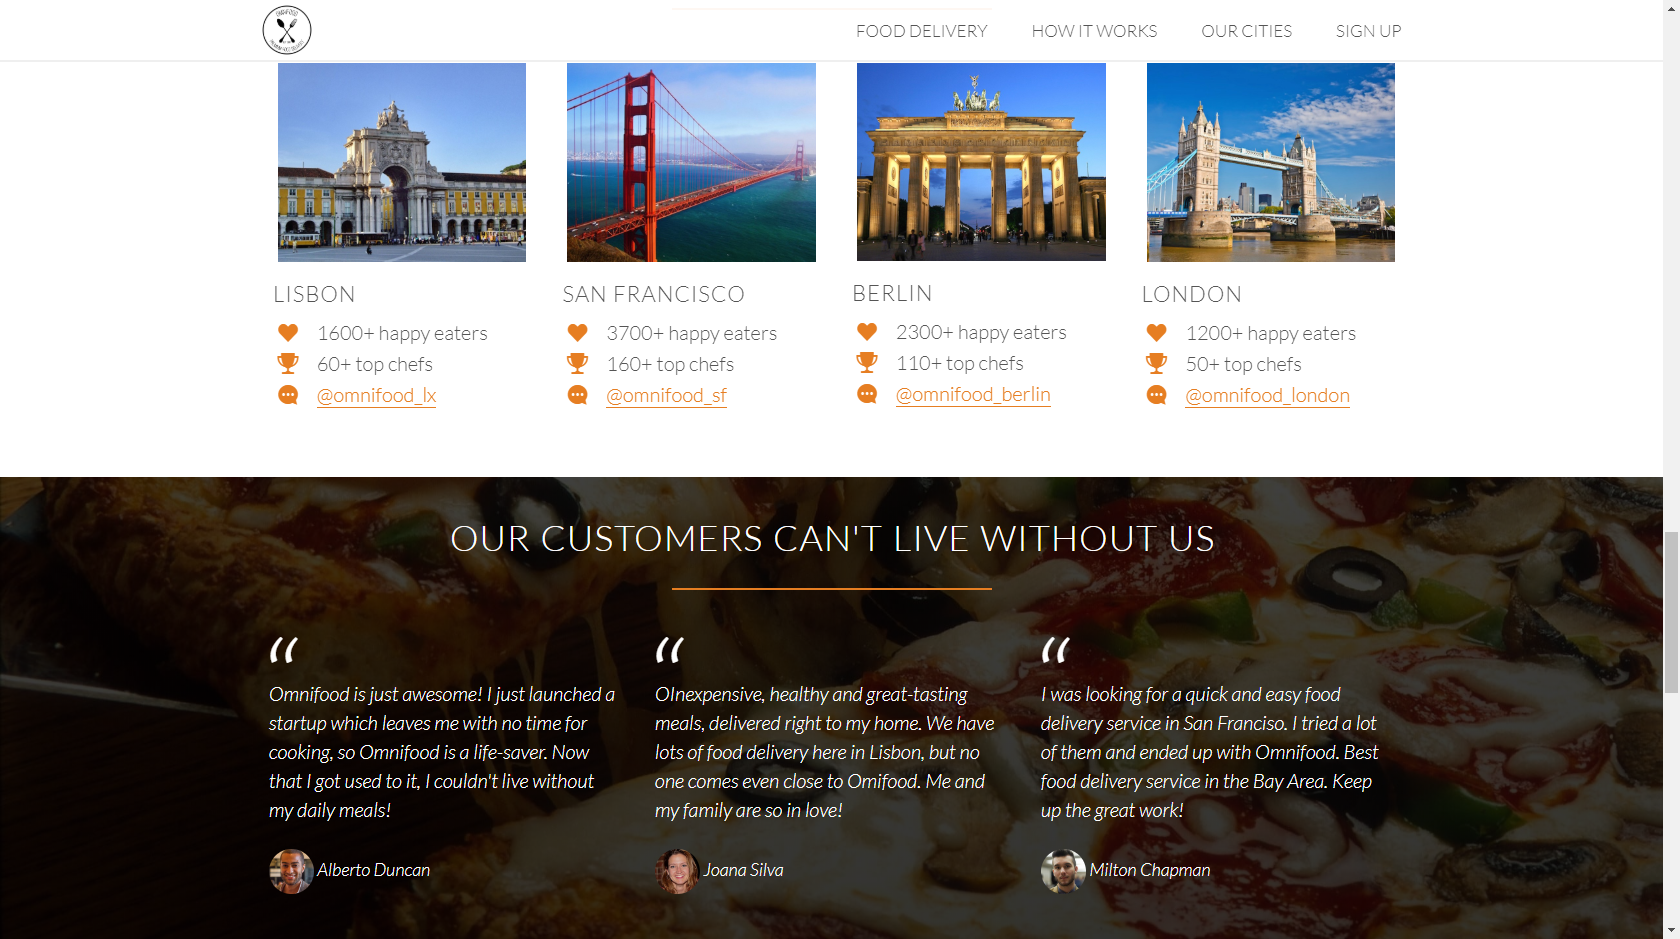 OMNIFOOD
FOOD DELIVERY
HOW IT WORKS
OUR CITIES
SIGN UP
LISBON
1600+ happy eaters
60+ top chefs
@omnifood_lx
SAN FRANCISCO
3700+ happy eaters
160+ top chefs
@omnifood_sf
BERLIN
2300+ happy eaters
110+ top chefs
@omnifood_berlin
LONDON
1200+ happy eaters
50+ top chefs
@omnifood_london
OUR CUSTOMERS CAN'T LIVE WITHOUT US
“
Omnifood is just awesome! I just launched a
startup which leaves me with no time for
cooking, so Omnifood is a life-saver. Now
that I got used to it, I couldn't live without
my daily meals!
Alberto Duncan
“
OInexpensive, healthy and great-tasting
meals, delivered right to my home. We have
lots of food delivery here in Lisbon, but no
one comes even close to Omifood. Me and
my family are so in love!
Joana Silva
“
I was looking for a quick and easy food
delivery service in San Franciso. I tried a lot
of them and ended up with Omnifood. Best
food delivery service in the Bay Area. Keep
up the great work!
Milton Chapman